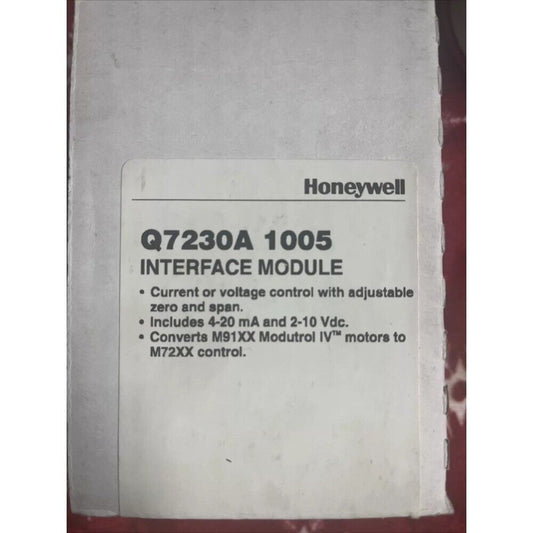 Honeywell
Q7230A 1005
INTERFACE MODULE
• Current or voltage control with adjustable
zero and span.
• Includes 4-20 mA and 2-10 Vdc.
• Converts M91XX Modutrol IV™ motors to
M72XX control.